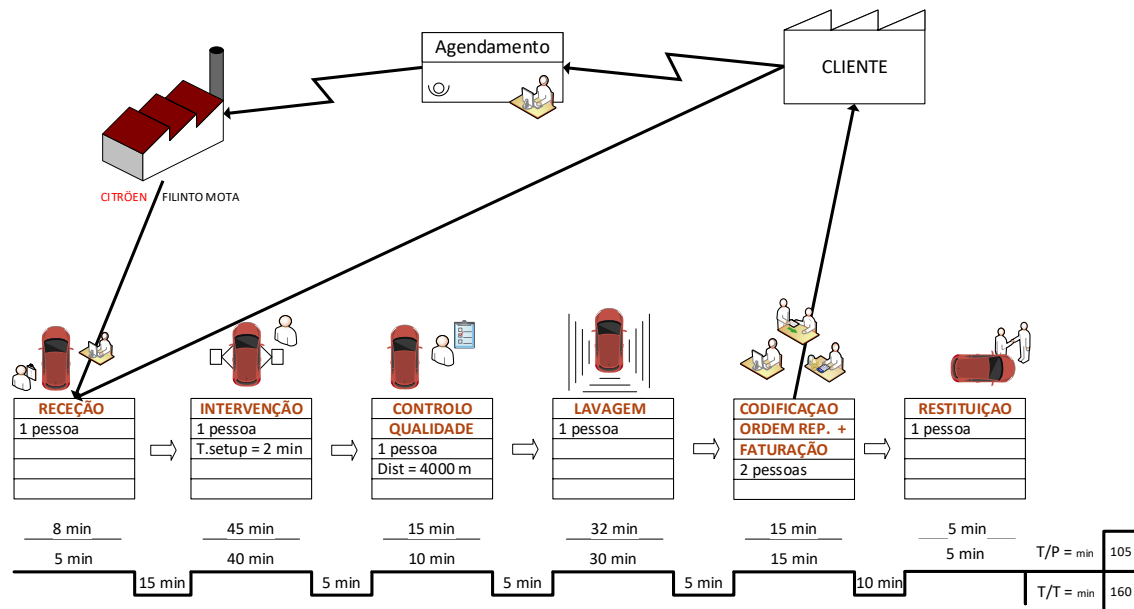 Agendamento
CLIENTE
CITRÖEN FILINTO MOTA
RECEÇÃO
1 pessoa
INTERVENÇÃO
1 pessoa
T.setup = 2 min
CONTROLO
QUALIDADE
1 pessoa
Dist = 4000 m
LAVAGEM
1 pessoa
CODIFICAÇAO
ORDEM REP. +
FATURAÇÃO
2 pessoas
RESTITUIÇAO
1 pessoa
8 min 45 min 15 min 32 min 15 min 5 min
5 min 40 min 10 min 30 min 15 min 5 min
T/P = min 105
15 min 5 min 5 min 5 min 10 min
T/T = min 160